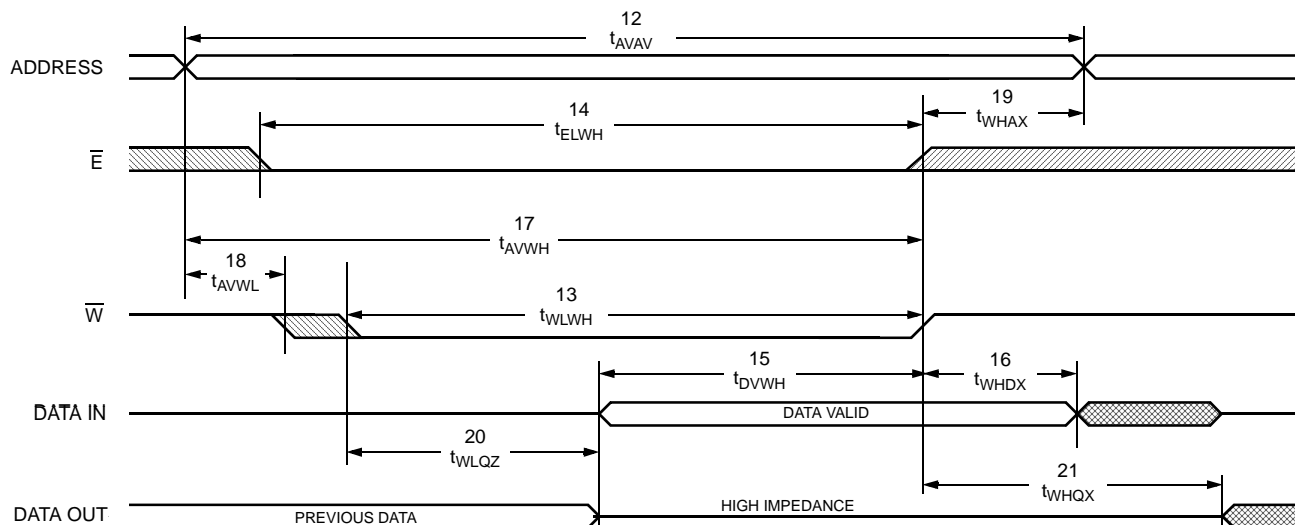 12
tAVAV
ADDRESS
14
tELWH
19
tWHAX
E
17
tAVWH
18
tAVWL
W
13
tWLWH
15
tDVWH
16
tWHDX
DATA IN
DATA VALID
20
tWLQZ
21
tWHQX
DATA OUT
PREVIOUS DATA
HIGH IMPEDANCE